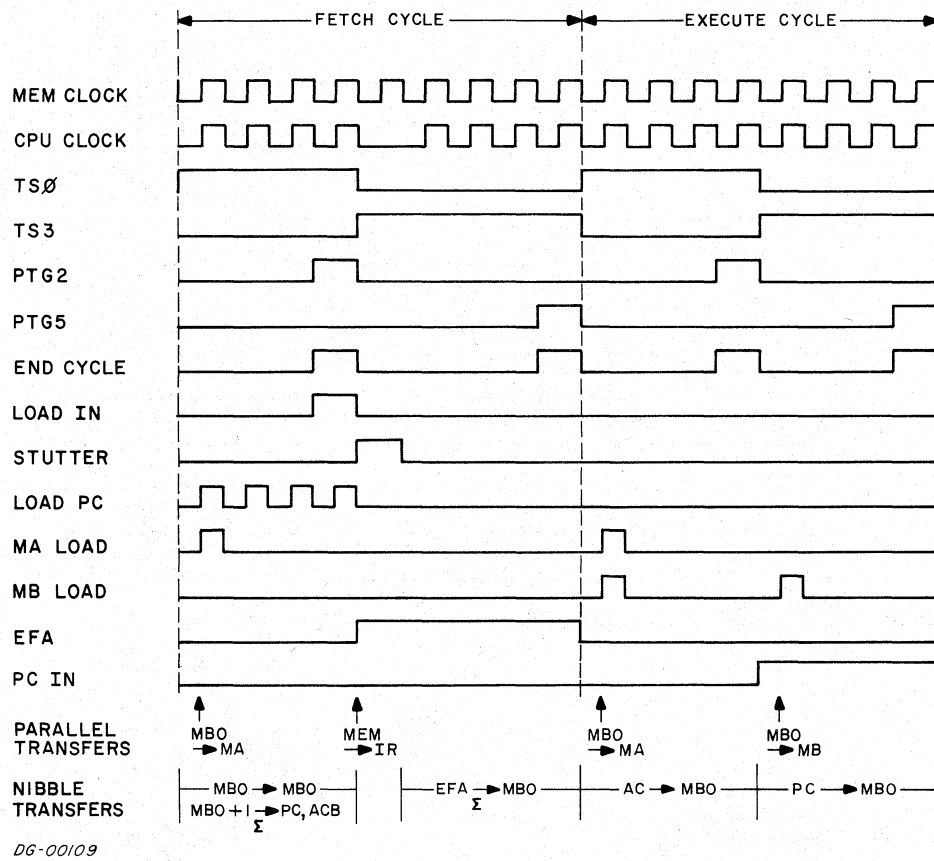 FETCH CYCLE EXECUTE CYCLE
MEM CLOCK
CPU CLOCK
TSØ
TS3
PTG2
PTG5
END CYCLE
LOAD IN
STUTTER
LOAD PC
MA LOAD
MB LOAD
EFA
PC IN
PARALLEL TRANSFERS
MBO → MA
MEM → IR
MBO → MA
MBO → MB
NIBBLE TRANSFERS
MBO → MBO
MBO + 1 → PC, ACB
Σ
EFA → MBO
Σ
AC → MBO
PC → MBO
DG-00109